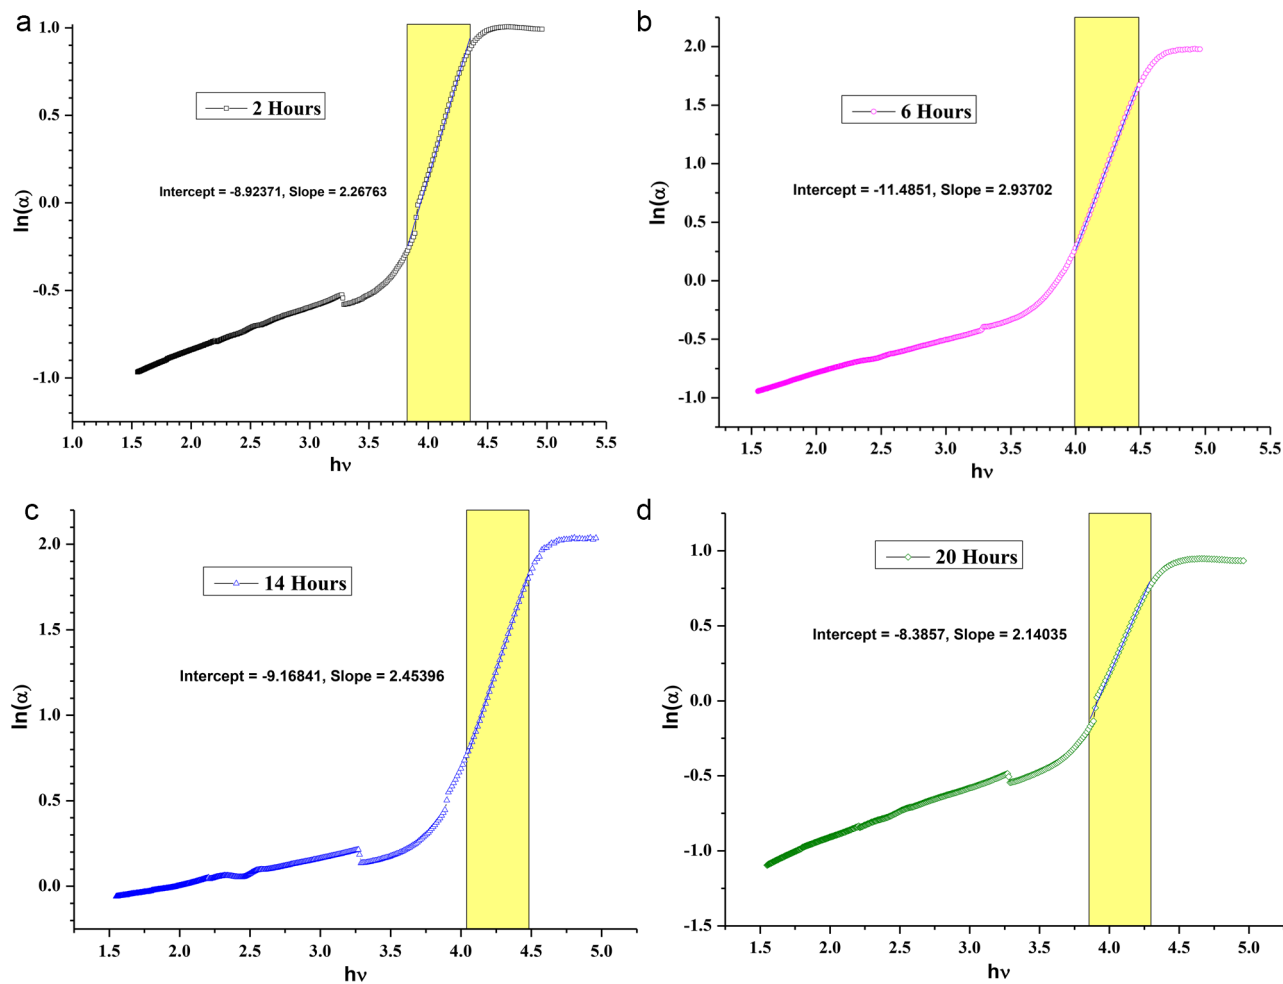 a
2 Hours
Intercept = -8.92371, Slope = 2.26763
ln(α)
1.0
0.5
0.0
-0.5
-1.0
1.0 1.5 2.0 2.5 3.0 3.5 4.0 4.5 5.0 5.5
hν
b
6 Hours
Intercept = -11.4851, Slope = 2.93702
ln(α)
2.0
1.5
1.0
0.5
0.0
-0.5
-1.0
1.5 2.0 2.5 3.0 3.5 4.0 4.5 5.0 5.5
hν
c
14 Hours
Intercept = -9.16841, Slope = 2.45396
ln(α)
2.0
1.5
1.0
0.5
0.0
1.5 2.0 2.5 3.0 3.5 4.0 4.5 5.0
hν
d
20 Hours
Intercept = -8.3857, Slope = 2.14035
ln(α)
1.0
0.5
0.0
-0.5
-1.0
-1.5
1.5 2.0 2.5 3.0 3.5 4.0 4.5 5.0
hν